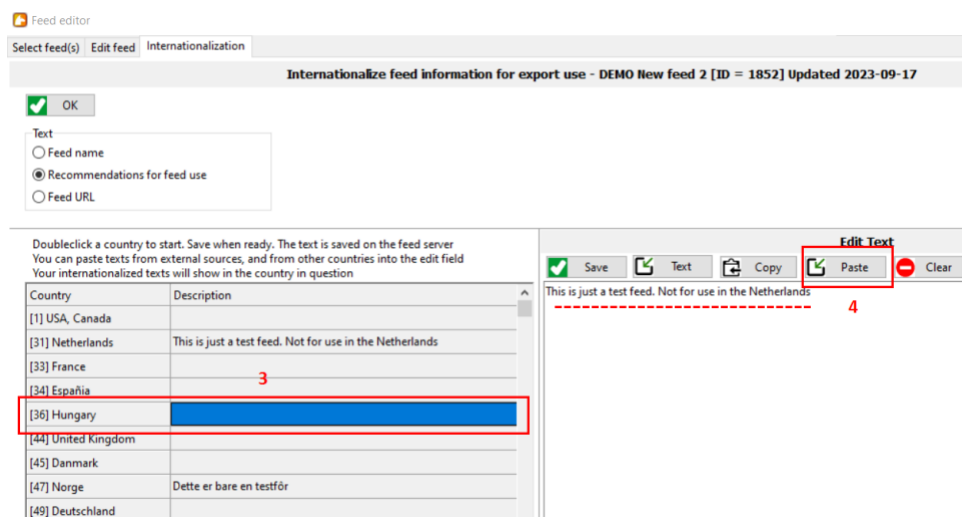 Feed editor
Select feed(s) Edit feed Internationalization
Internationalize feed information for export use - DEMO New feed 2 [ID = 1852] Updated 2023-09-17
OK
Text
Feed name
Recommendations for feed use
Feed URL
Doubleclick a country to start. Save when ready. The text is saved on the feed server
You can paste texts from external sources, and from other countries into the edit field
Your internationalized texts will show in the country in question
Country Description
[1] USA, Canada
[31] Netherlands This is just a test feed. Not for use in the Netherlands
[33] France
3
[34] Españia
[36] Hungary
[44] United Kingdom
[45] Danmark
[47] Norge Dette er bare en testfôr
[49] Deutschland
Edit Text
Save Text Copy Paste Clear
This is just a test feed. Not for use in the Netherlands
4